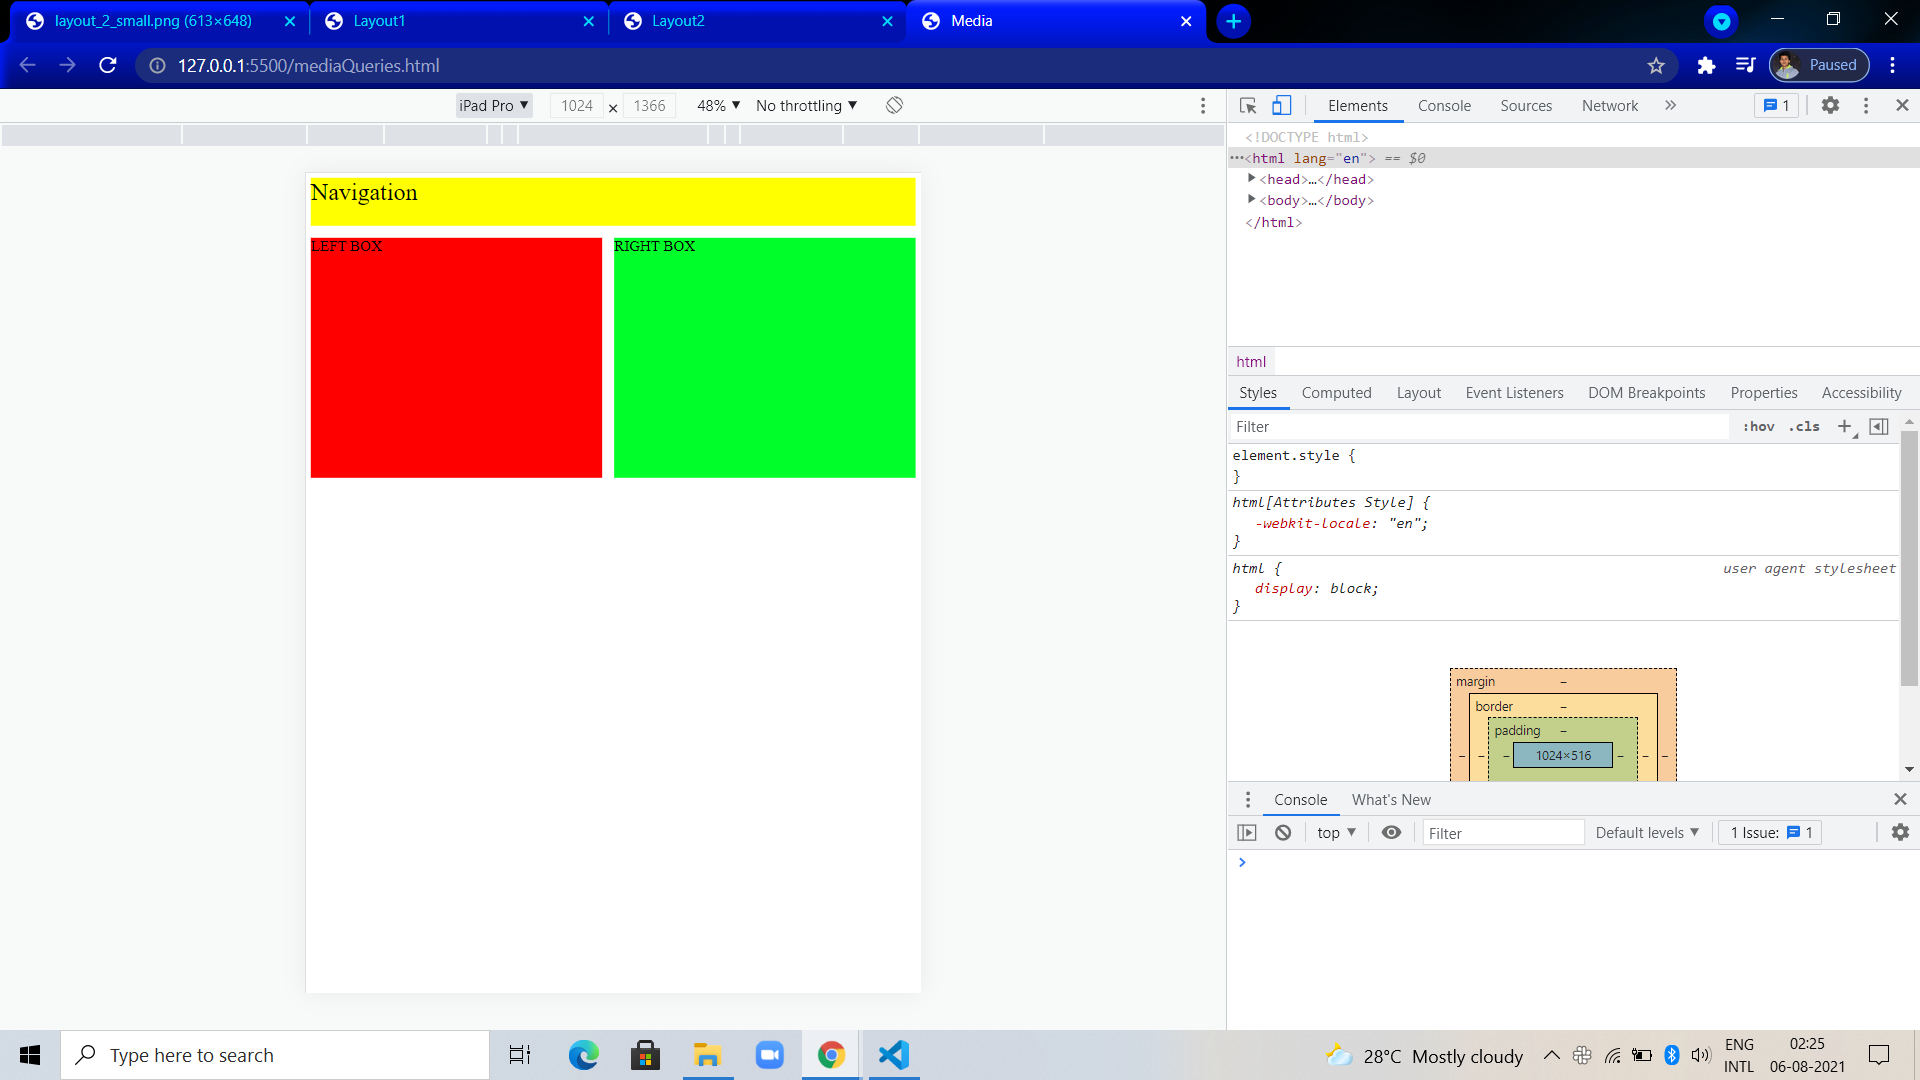 layout_2_small.png (613×648)
Layout1
Layout2
Media
127.0.0.1:5500/mediaQueries.html
Paused
iPad Pro ▼ 1024 × 1366 48% ▼ No throttling ▼
Elements Console Sources Network » 1
Navigation
LEFT BOX
RIGHT BOX
<!DOCTYPE html>
⋯<html lang="en"> == $0
▶<head>…</head>
▶<body>…</body>
</html>
html
Styles Computed Layout Event Listeners DOM Breakpoints Properties Accessibility
Filter :hov .cls +
element.style {
}
html[Attributes Style] {
-webkit-locale: "en";
}
html { user agent stylesheet
display: block;
}
margin –
border –
padding –
– – – 1024×516 – – –
Console What's New
top ▼ Filter Default levels ▼ 1 Issue: 1
>
Type here to search
28°C Mostly cloudy
ENG
INTL
02:25
06-08-2021